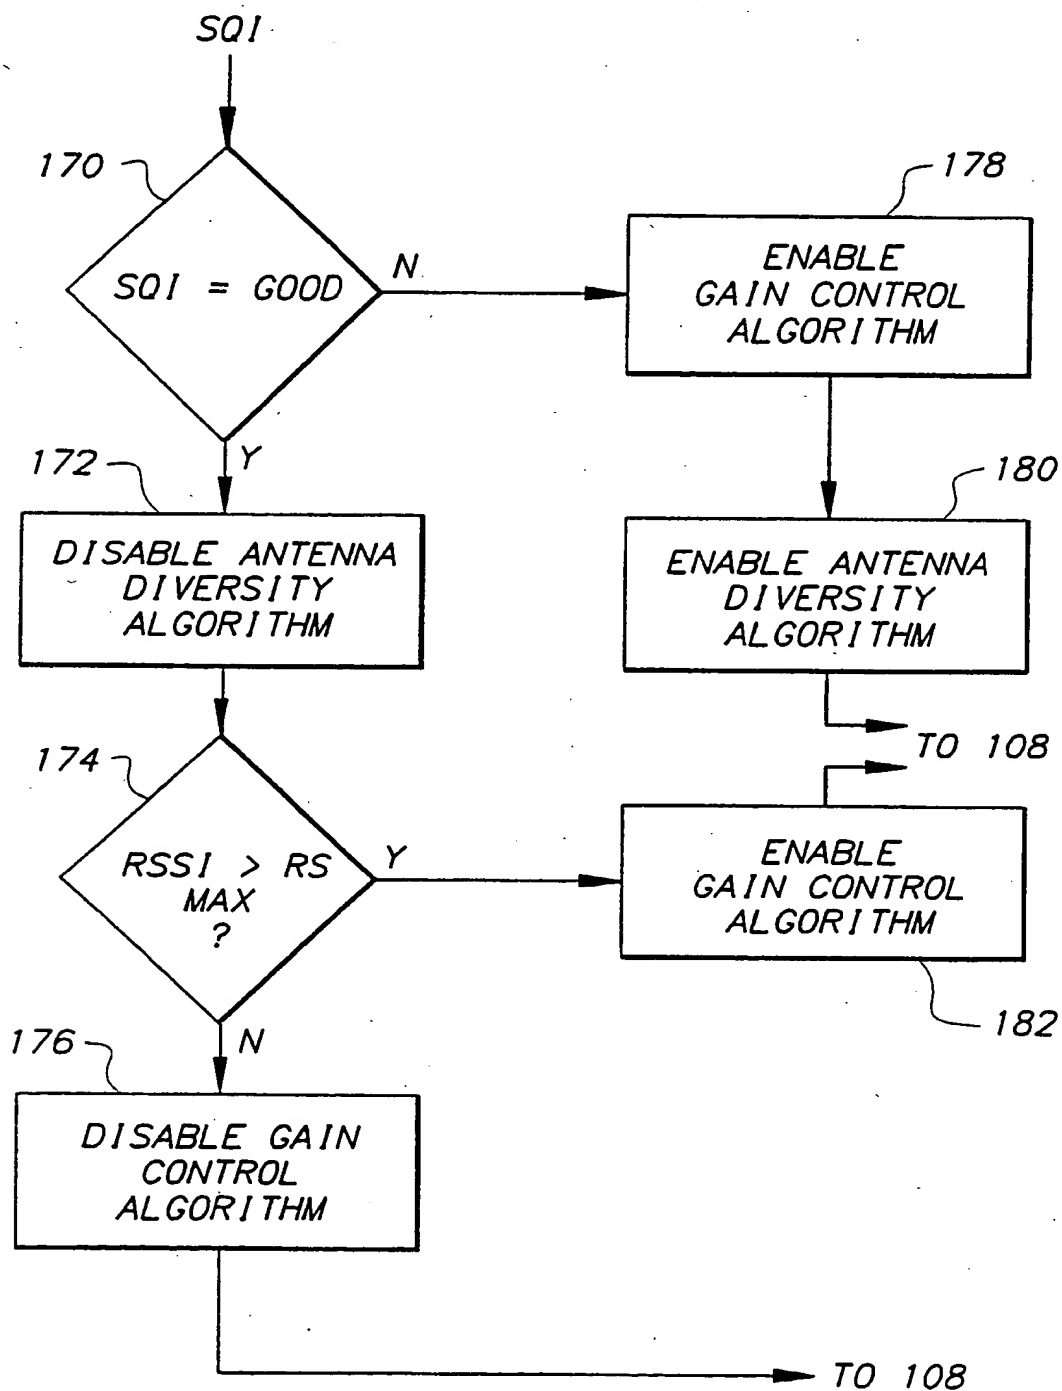 SQI
170
SQI = GOOD
N
178
ENABLE
GAIN CONTROL
ALGORITHM
Y
172
DISABLE ANTENNA
DIVERSITY
ALGORITHM
180
ENABLE ANTENNA
DIVERSITY
ALGORITHM
TO 108
174
RSSI > RS
MAX
?
Y
ENABLE
GAIN CONTROL
ALGORITHM
182
N
176
DISABLE GAIN
CONTROL
ALGORITHM
TO 108